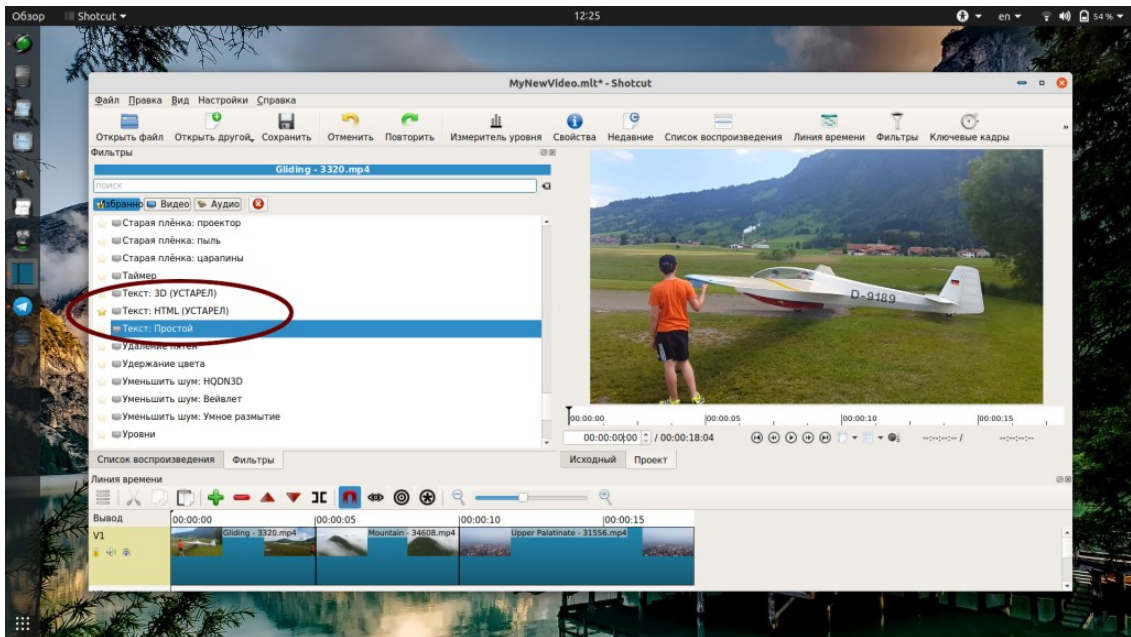 Обзор Shotcut 12:25 en 54 %
MyNewVideo.mlt* - Shotcut
Файл Правка Вид Настройки Справка
Открыть файл Открыть другой Сохранить Отменить Повторить Измеритель уровня Свойства Недавние Список воспроизведения Линия времени Фильтры Ключевые кадры »
Фильтры
Gliding - 3320.mp4
поиск
Избранно Видео Аудио
Старая плёнка: проектор
Старая плёнка: пыль
Старая плёнка: царапины
Таймер
Текст: 3D (УСТАРЕЛ)
Текст: HTML (УСТАРЕЛ)
Текст: Простой
Удаление пятен
Удержание цвета
Уменьшить шум: HQDN3D
Уменьшить шум: Вейвлет
Уменьшить шум: Умное размытие
Уровни
Список воспроизведения Фильтры
D-9189
00:00:00 00:00:05 00:00:10 00:00:15
00:00:00:00 / 00:00:18:04 --:--:--:-- / --:--:--:--
Исходный Проект
Линия времени
Вывод 00:00:00 00:00:05 00:00:10 00:00:15
V1 Gliding - 3320.mp4 Mountain - 34608.mp4 Upper Palatinate - 31556.mp4